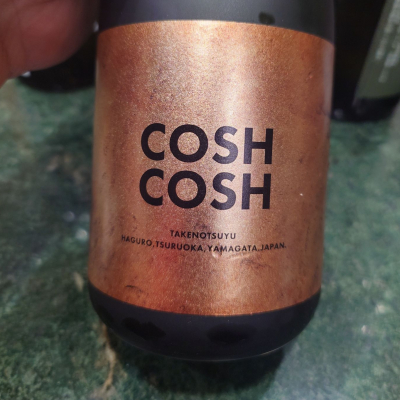 COSH
COSH
TAKENOTSUYU
HAGURO,TSURUOKA,YAMAGATA,JAPAN.